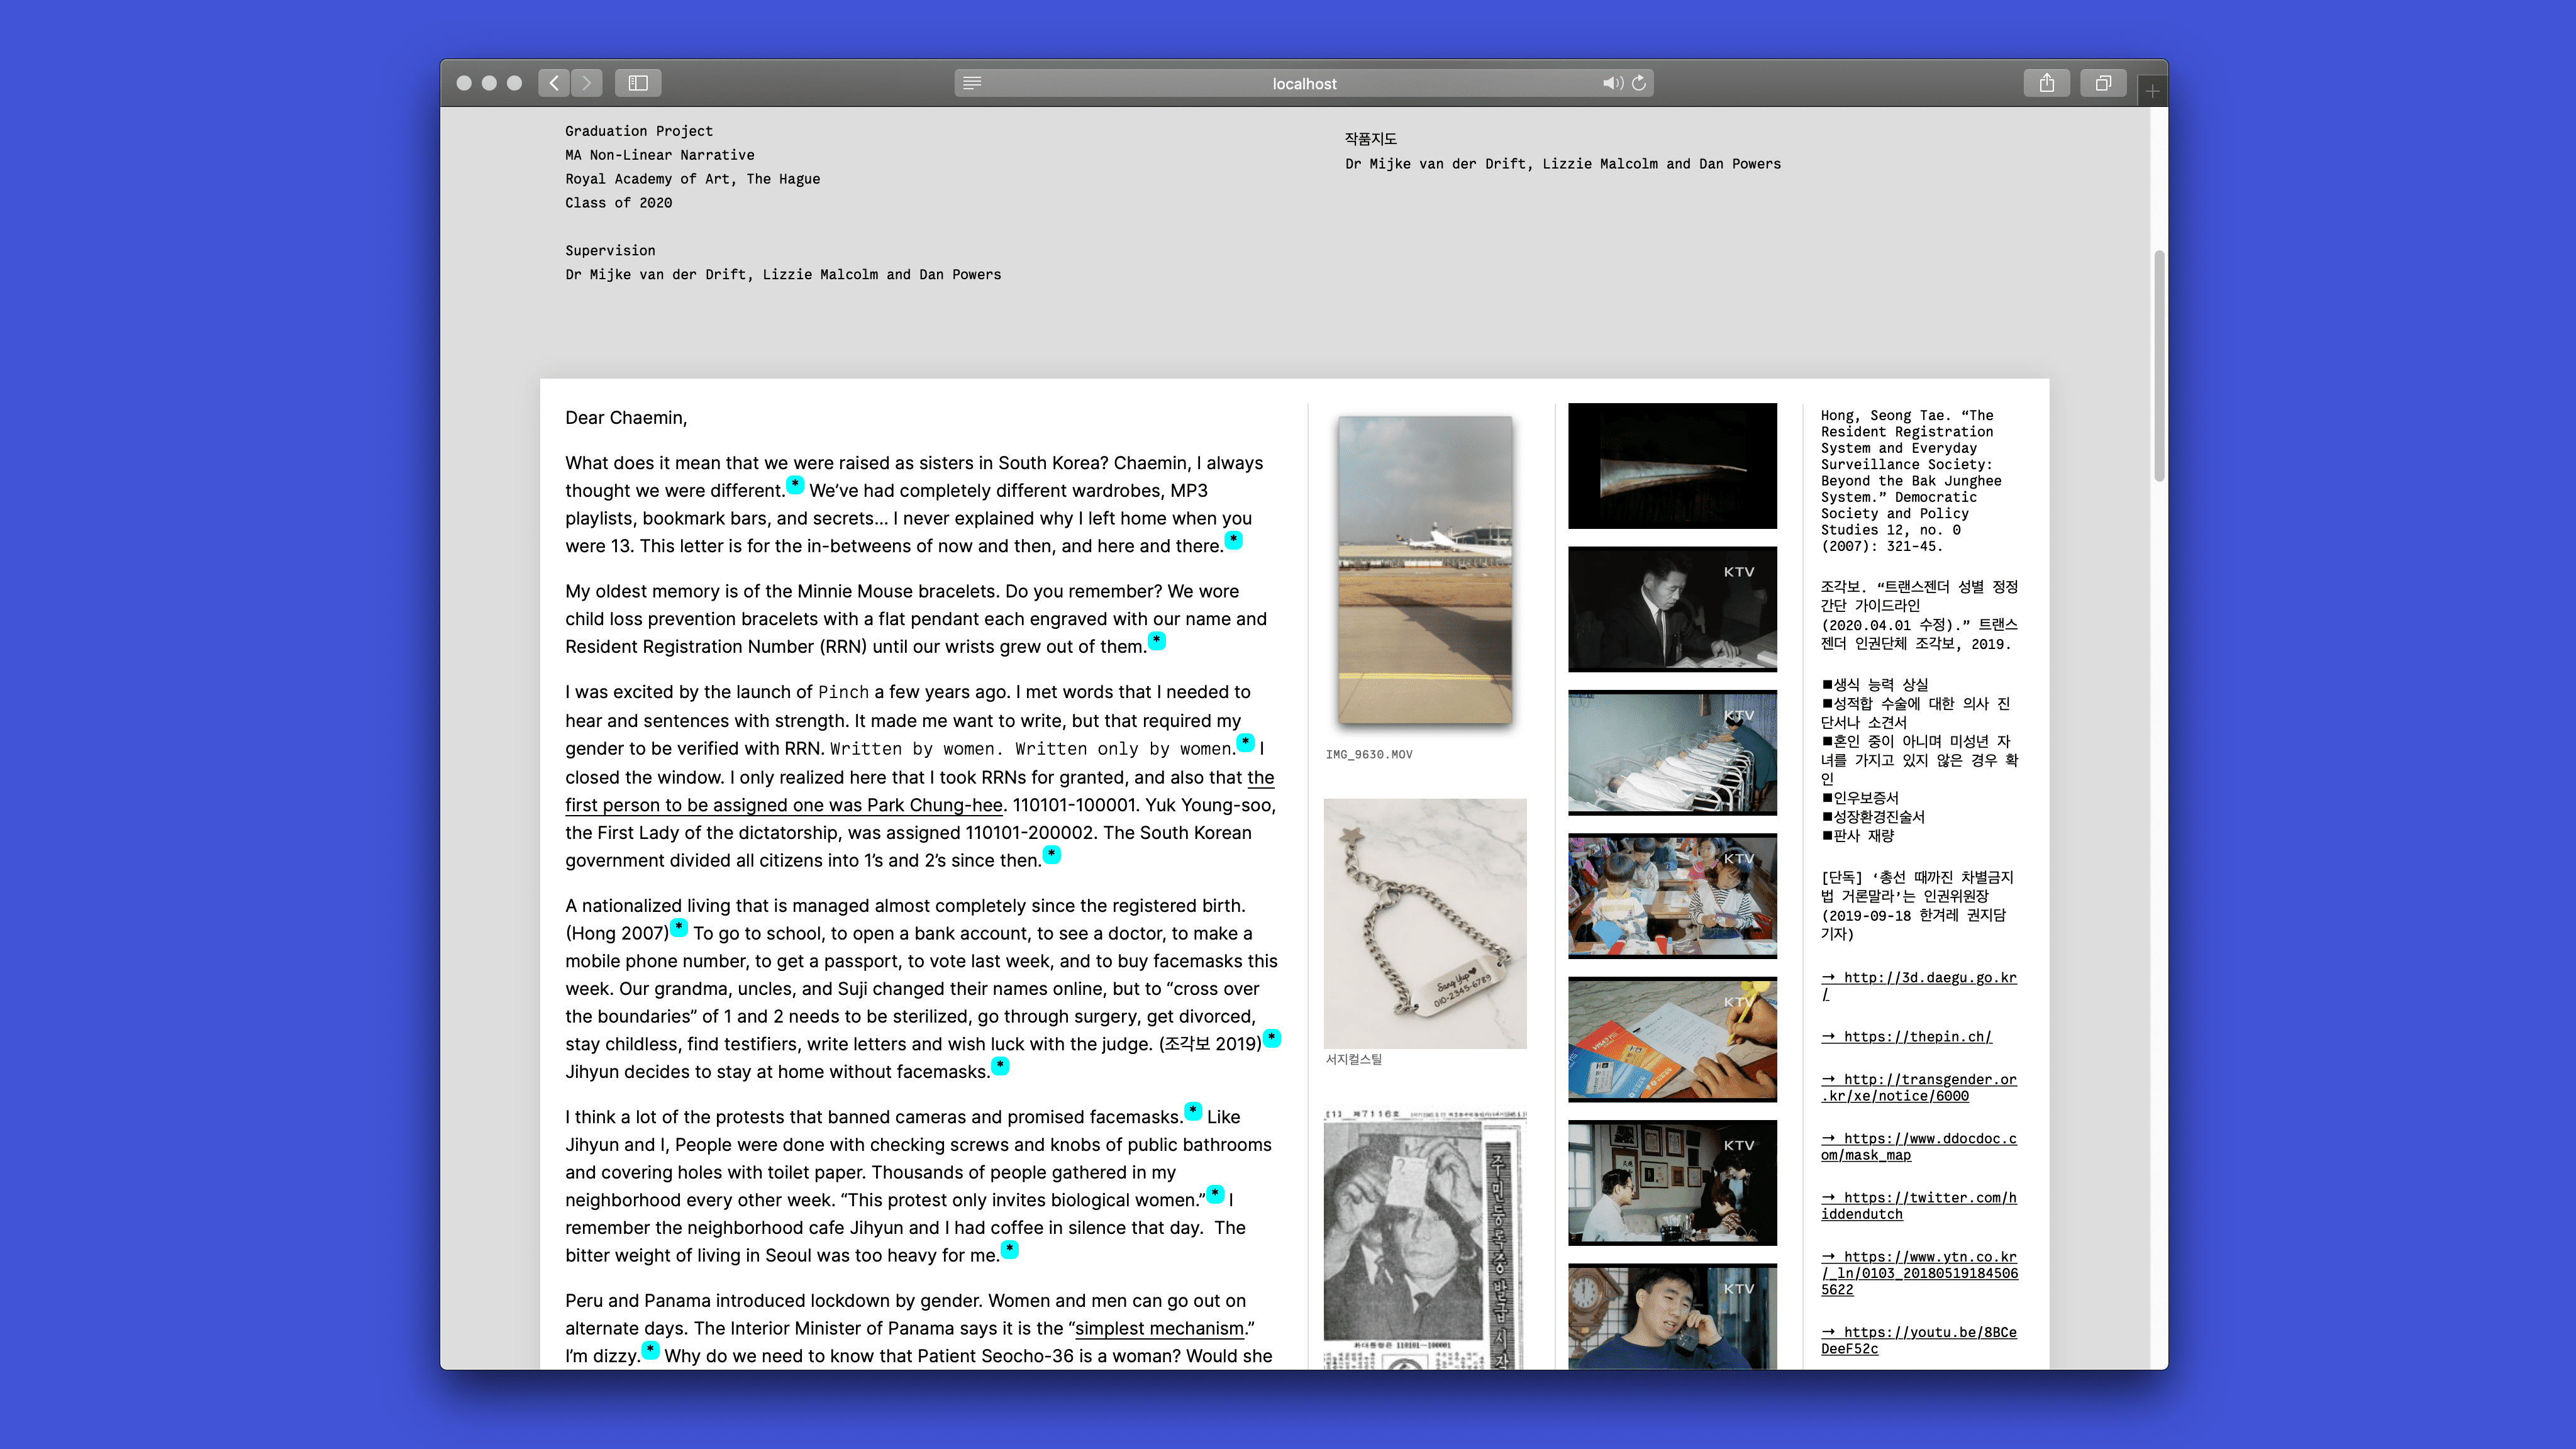 localhost
Graduation Project
MA Non-Linear Narrative
Royal Academy of Art, The Hague
Class of 2020
Supervision
Dr Mijke van der Drift, Lizzie Malcolm and Dan Powers
작품지도
Dr Mijke van der Drift, Lizzie Malcolm and Dan Powers
Dear Chaemin,
What does it mean that we were raised as sisters in South Korea? Chaemin, I always
thought we were different.* We’ve had completely different wardrobes, MP3
playlists, bookmark bars, and secrets... I never explained why I left home when you
were 13. This letter is for the in-betweens of now and then, and here and there.*
My oldest memory is of the Minnie Mouse bracelets. Do you remember? We wore
child loss prevention bracelets with a flat pendant each engraved with our name and
Resident Registration Number (RRN) until our wrists grew out of them.*
I was excited by the launch of Pinch a few years ago. I met words that I needed to
hear and sentences with strength. It made me want to write, but that required my
gender to be verified with RRN. Written by women. Written only by women.* I
closed the window. I only realized here that I took RRNs for granted, and also that the
first person to be assigned one was Park Chung-hee. 110101-100001. Yuk Young-soo,
the First Lady of the dictatorship, was assigned 110101-200002. The South Korean
government divided all citizens into 1’s and 2’s since then.*
A nationalized living that is managed almost completely since the registered birth.
(Hong 2007)* To go to school, to open a bank account, to see a doctor, to make a
mobile phone number, to get a passport, to vote last week, and to buy facemasks this
week. Our grandma, uncles, and Suji changed their names online, but to “cross over
the boundaries” of 1 and 2 needs to be sterilized, go through surgery, get divorced,
stay childless, find testifiers, write letters and wish luck with the judge. (조각보 2019)*
Jihyun decides to stay at home without facemasks.*
I think a lot of the protests that banned cameras and promised facemasks.* Like
Jihyun and I, People were done with checking screws and knobs of public bathrooms
and covering holes with toilet paper. Thousands of people gathered in my
neighborhood every other week. “This protest only invites biological women.”* I
remember the neighborhood cafe Jihyun and I had coffee in silence that day. The
bitter weight of living in Seoul was too heavy for me.*
Peru and Panama introduced lockdown by gender. Women and men can go out on
alternate days. The Interior Minister of Panama says it is the “simplest mechanism.”
I’m dizzy.* Why do we need to know that Patient Seocho-36 is a woman? Would she
IMG_9630.MOV
Sang Yup
010-2345-6789
서지컬스틸
[1] 第7116호
주민등록증 발급 시작
110101-100001
KTV
KTV
KTV
KTV
KTV
KTV
Hong, Seong Tae. “The
Resident Registration
System and Everyday
Surveillance Society:
Beyond the Bak Junghee
System.” Democratic
Society and Policy
Studies 12, no. 0
(2007): 321-45.
조각보. “트랜스젠더 성별 정정
간단 가이드라인
(2020.04.01 수정).” 트랜스
젠더 인권단체 조각보, 2019.
■생식 능력 상실
■성적합 수술에 대한 의사 진
단서나 소견서
■혼인 중이 아니며 미성년 자
녀를 가지고 있지 않은 경우 확
인
■인우보증서
■성장환경진술서
■판사 재량
[단독] ‘총선 때까진 차별금지
법 거론말라’는 인권위원장
(2019-09-18 한겨레 권지담
기자)
→ http://3d.daegu.go.kr
/
→ https://thepin.ch/
→ http://transgender.or
.kr/xe/notice/6000
→ https://www.ddocdoc.c
om/mask_map
→ https://twitter.com/h
iddendutch
→ https://www.ytn.co.kr
/_ln/0103_20180519184506
5622
→ https://youtu.be/8BCe
DeeF52c